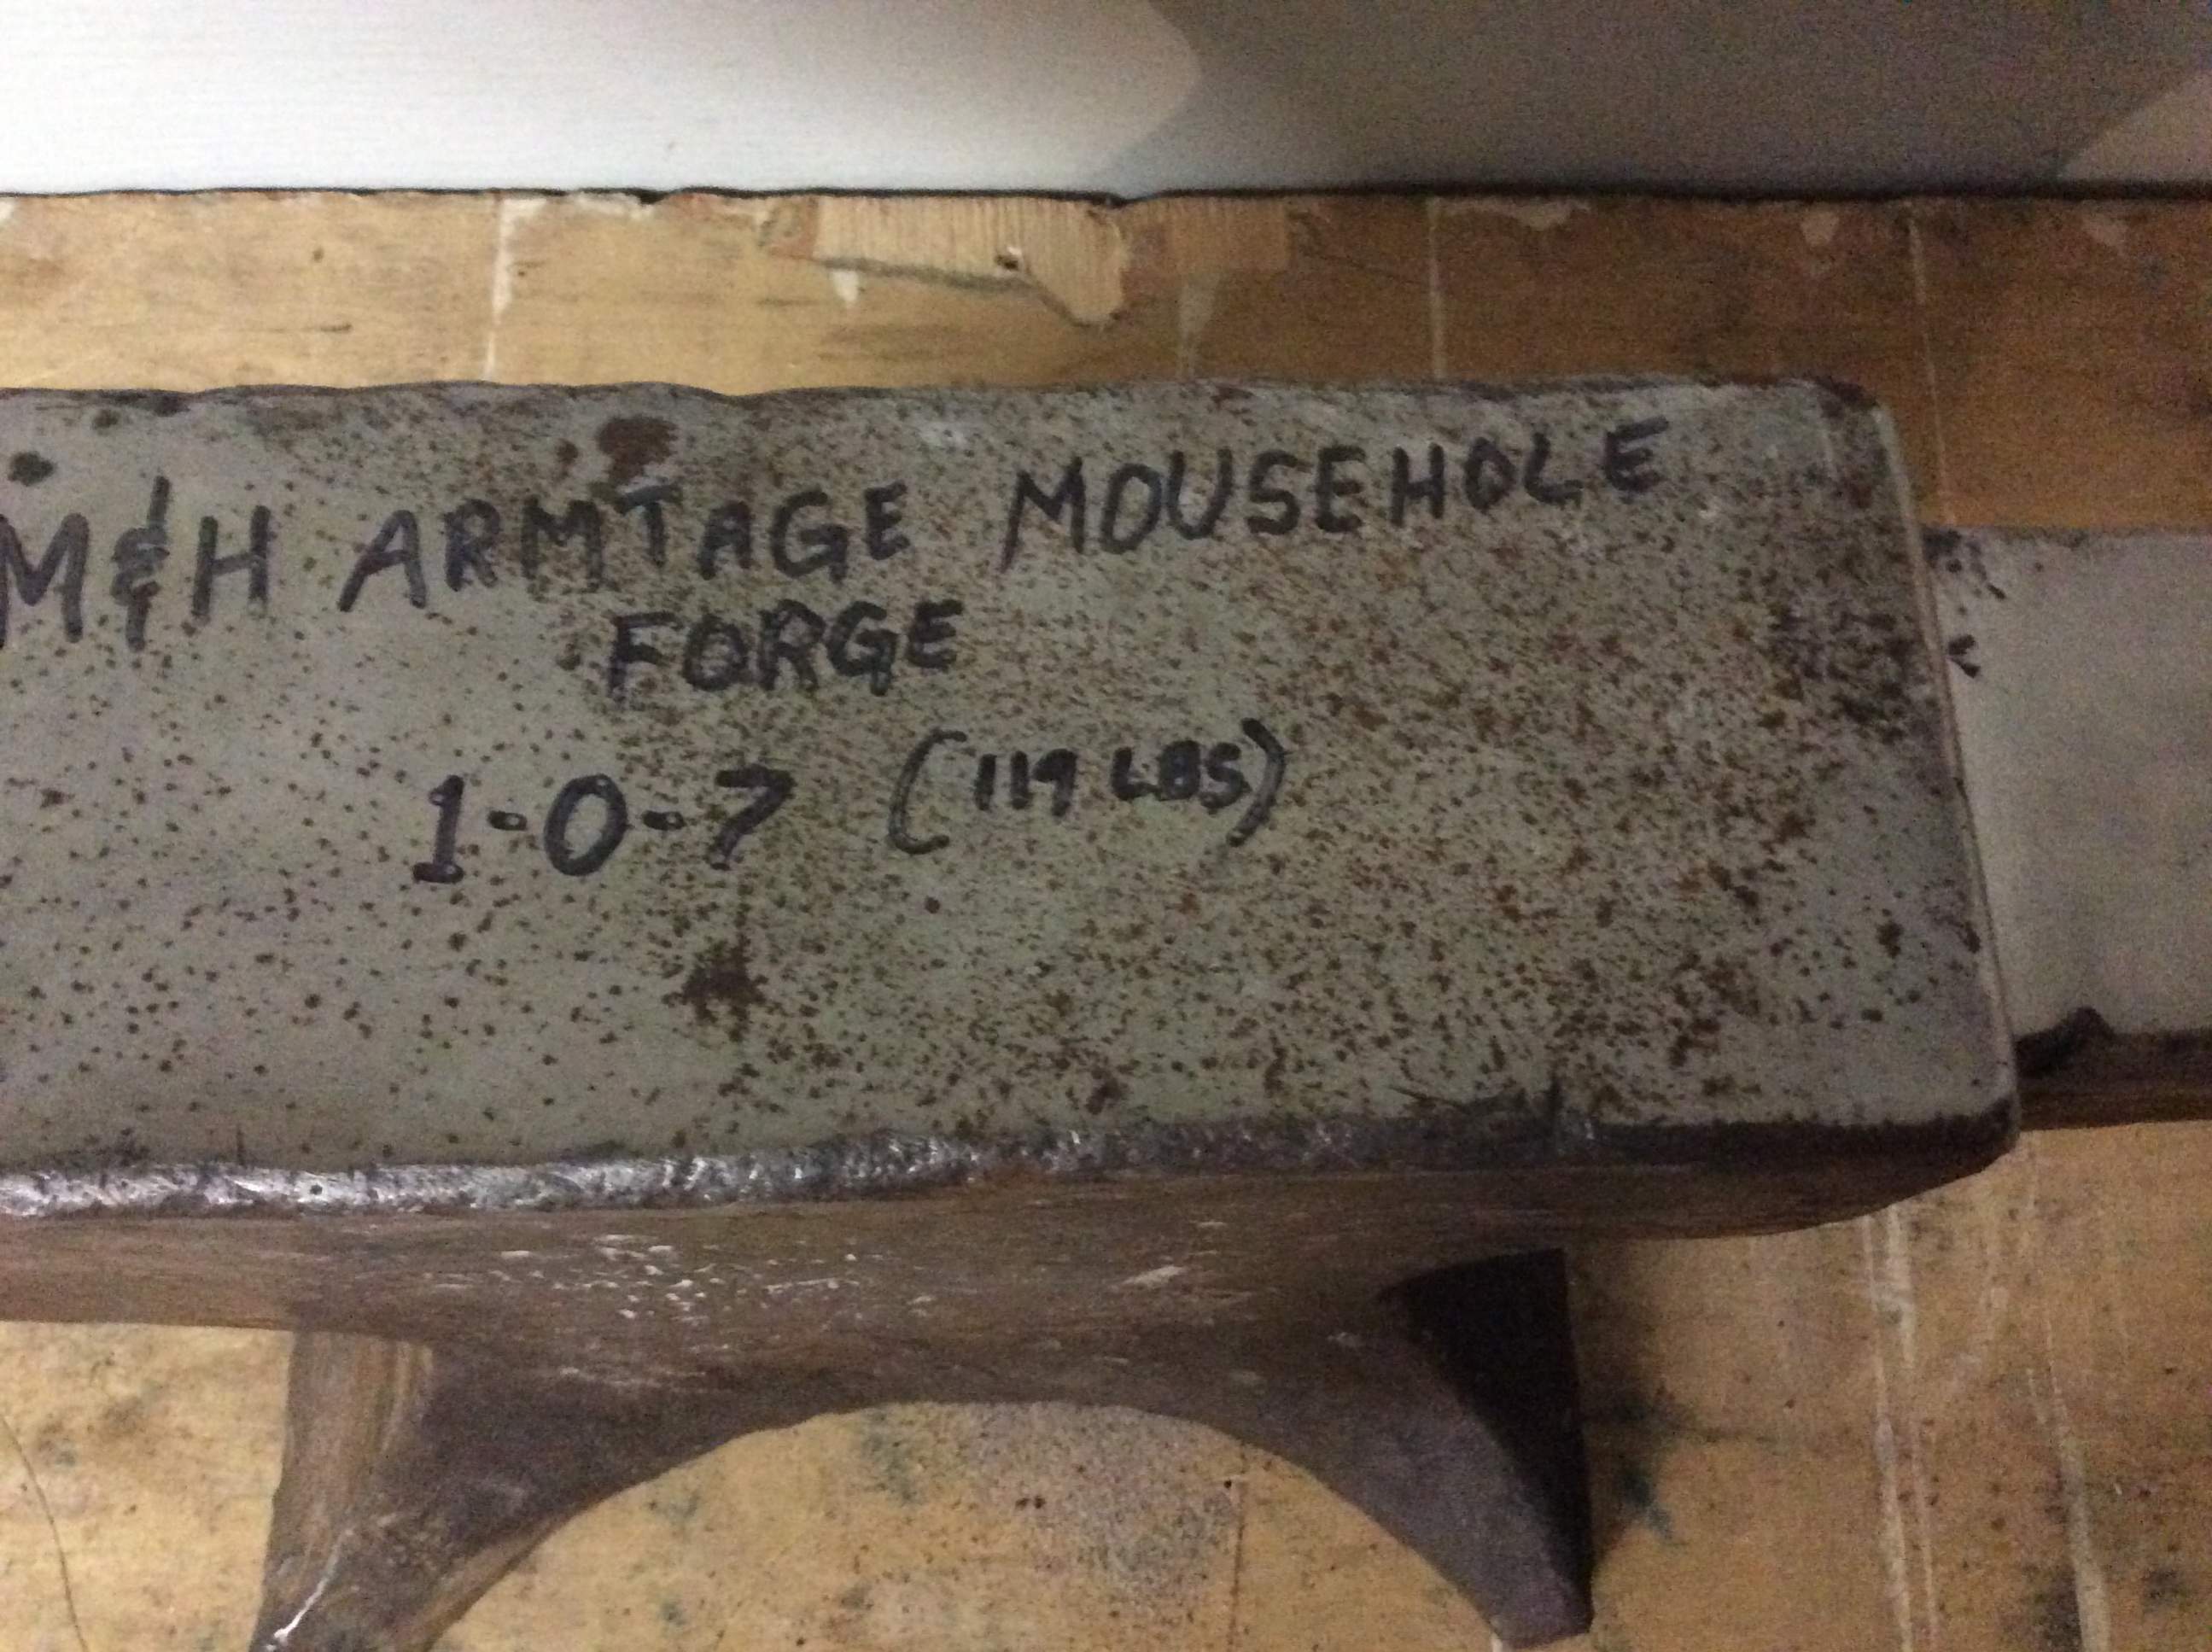 M&H ARMTAGE MOUSEHOLE
FORGE
1-0-7 (119 LBS)